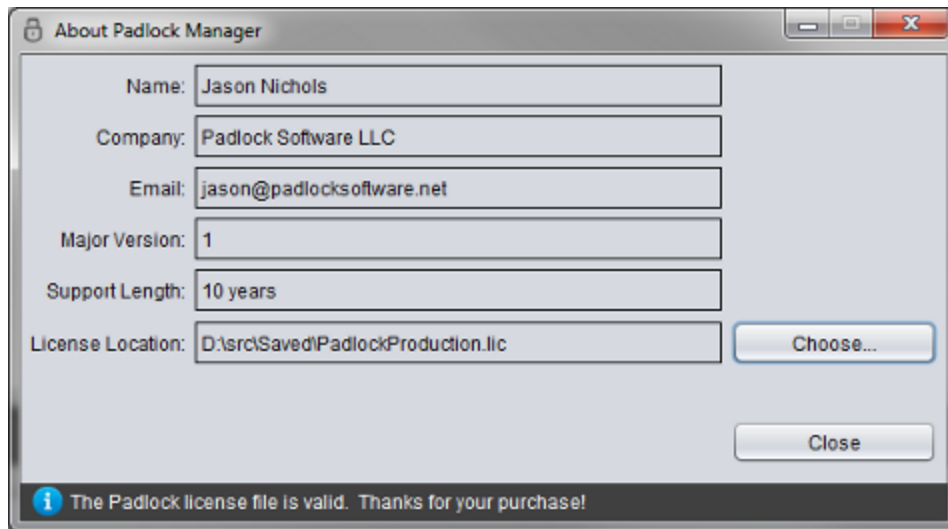 About Padlock Manager
Name: Jason Nichols
Company: Padlock Software LLC
Email: jason@padlocksoftware.net
Major Version: 1
Support Length: 10 years
License Location: D:\src\Saved\PadlockProduction.lic Choose...
Close
The Padlock license file is valid. Thanks for your purchase!